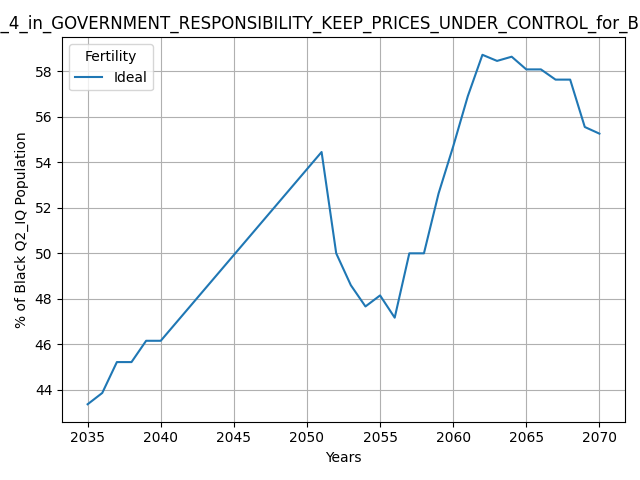 _4_in_GOVERNMENT_RESPONSIBILITY_KEEP_PRICES_UNDER_CONTROL_for_B
Fertility
Ideal
% of Black Q2_IQ Population
58
56
54
52
50
48
46
44
2035 2040 2045 2050 2055 2060 2065 2070
Years